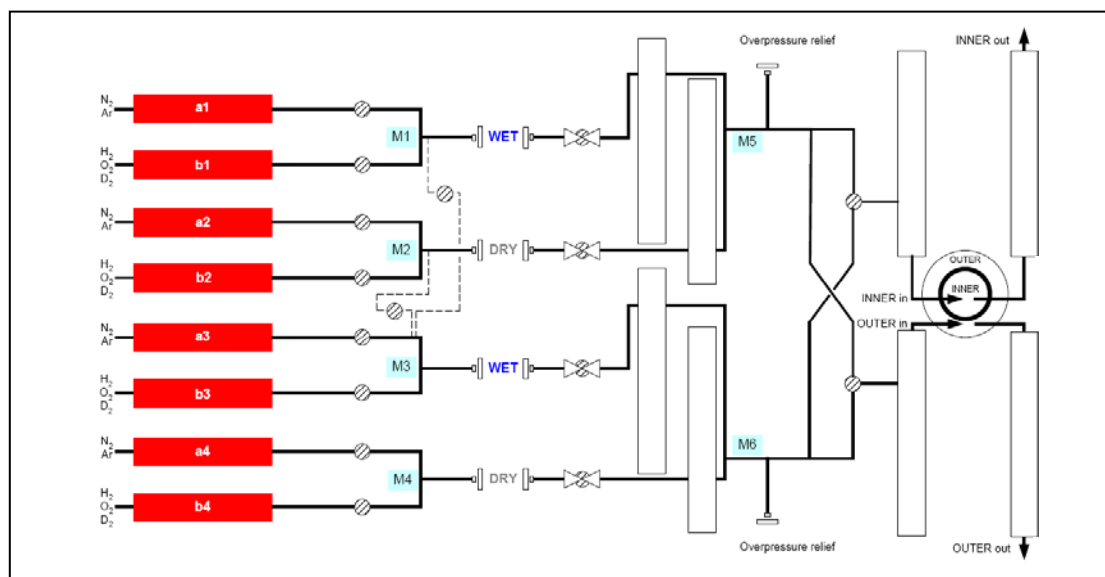 Overpressure relief
INNER out
N2
Ar
a1
M1
WET
M5
H2
O2
D2
b1
N2
Ar
a2
M2
DRY
H2
O2
D2
b2
OUTER
INNER
INNER in
OUTER in
N2
Ar
a3
M3
WET
H2
O2
D2
b3
N2
Ar
a4
M4
DRY
M6
H2
O2
D2
b4
Overpressure relief
OUTER out